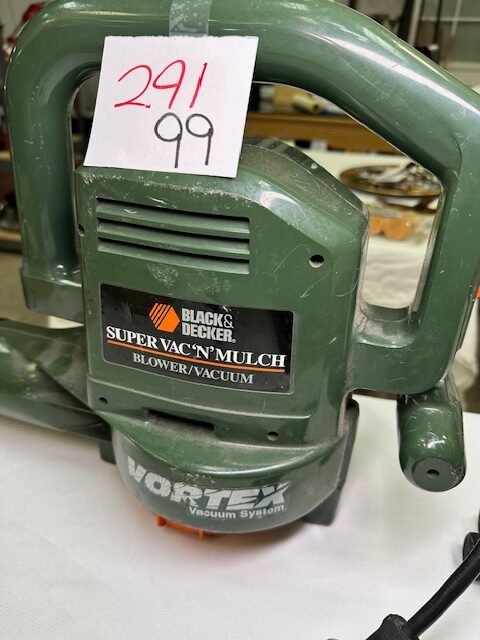 291
99
BLACK&
DECKER®
SUPER VAC 'N' MULCH
BLOWER/VACUUM
VORTEX
Vacuum System